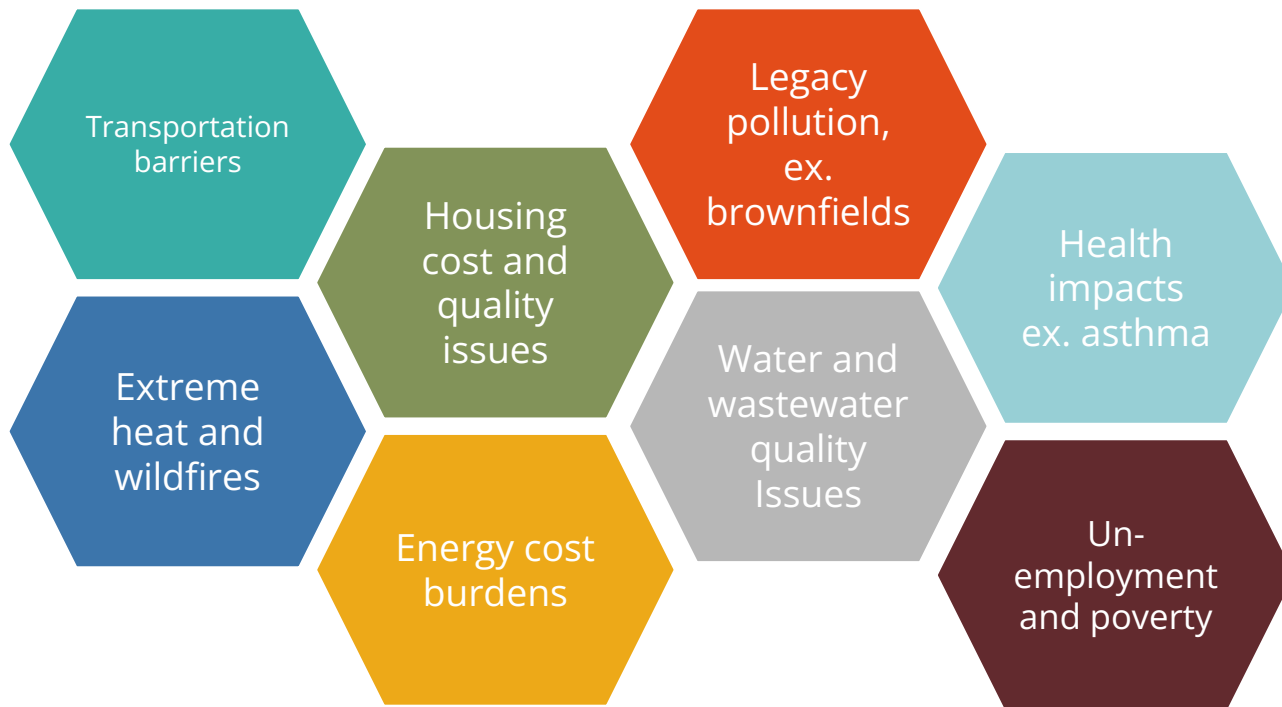 Transportation
barriers
Extreme
heat and
wildfires
Housing
cost and
quality
issues
Energy cost
burdens
Legacy
pollution,
ex.
brownfields
Water and
wastewater
quality
Issues
Health
impacts
ex. asthma
Un-
employment
and poverty